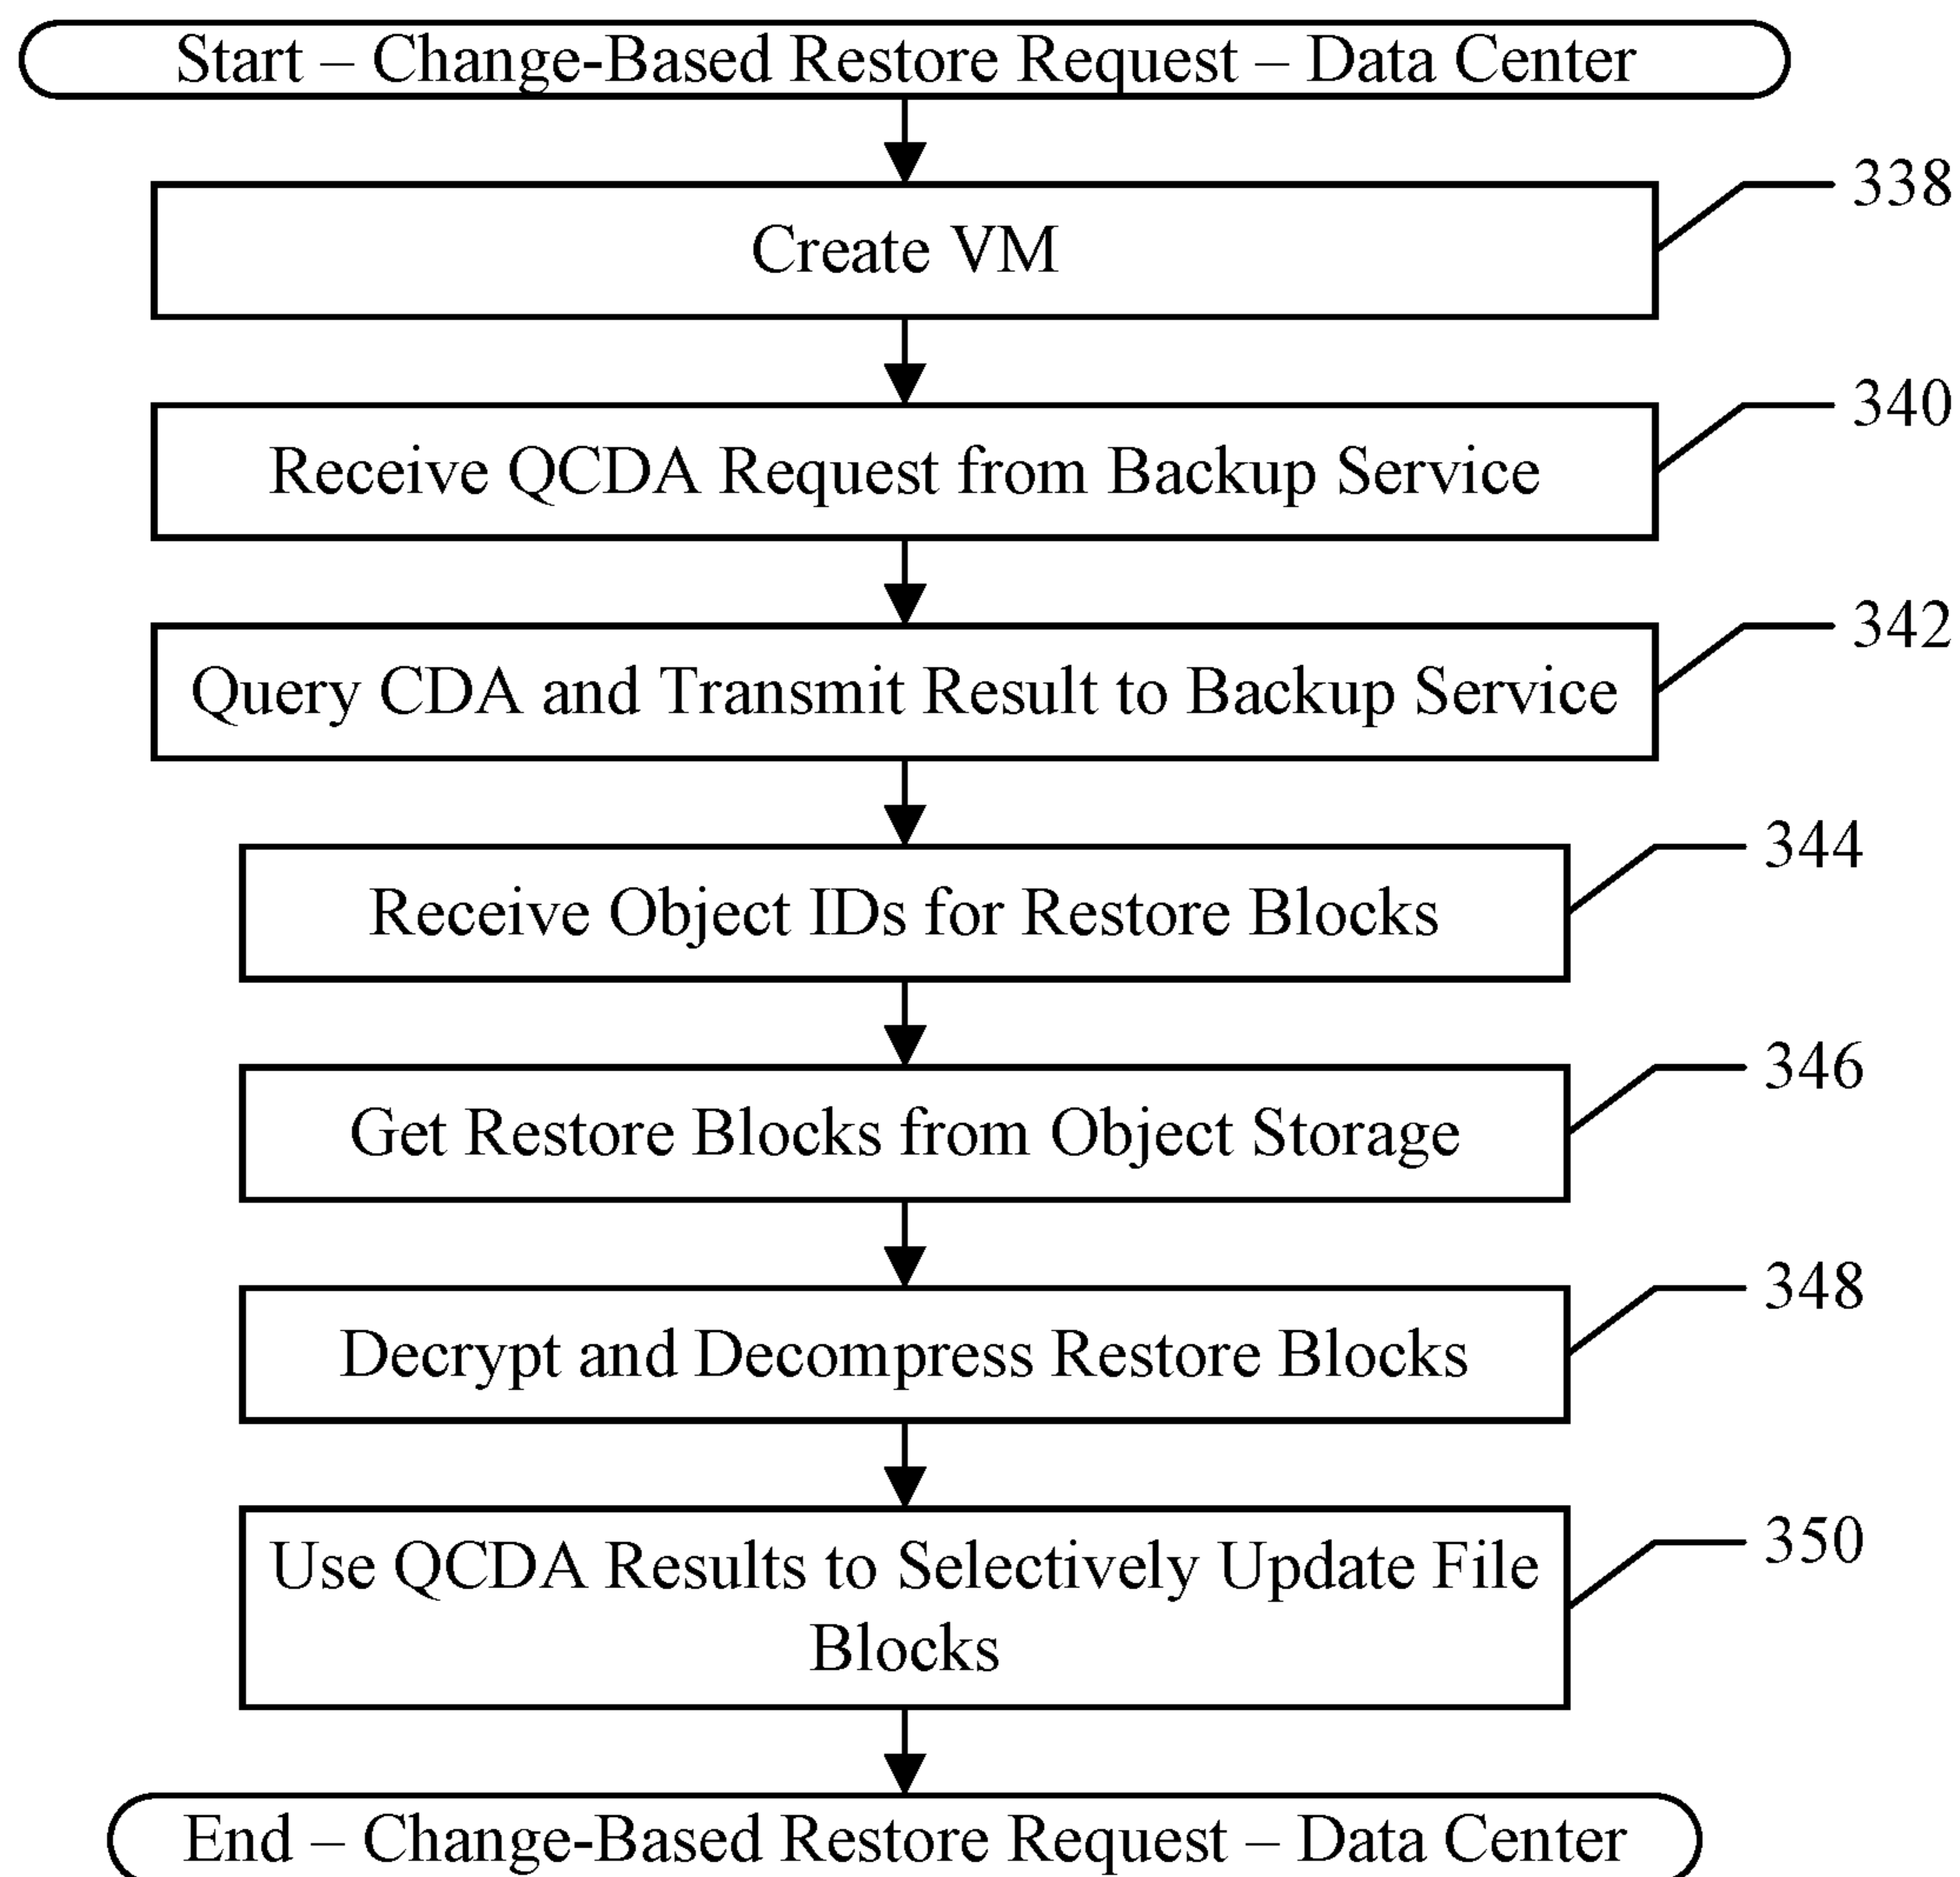 Start – Change-Based Restore Request – Data Center
338
Create VM
340
Receive QCDA Request from Backup Service
342
Query CDA and Transmit Result to Backup Service
344
Receive Object IDs for Restore Blocks
346
Get Restore Blocks from Object Storage
348
Decrypt and Decompress Restore Blocks
350
Use QCDA Results to Selectively Update File
Blocks
End – Change-Based Restore Request – Data Center